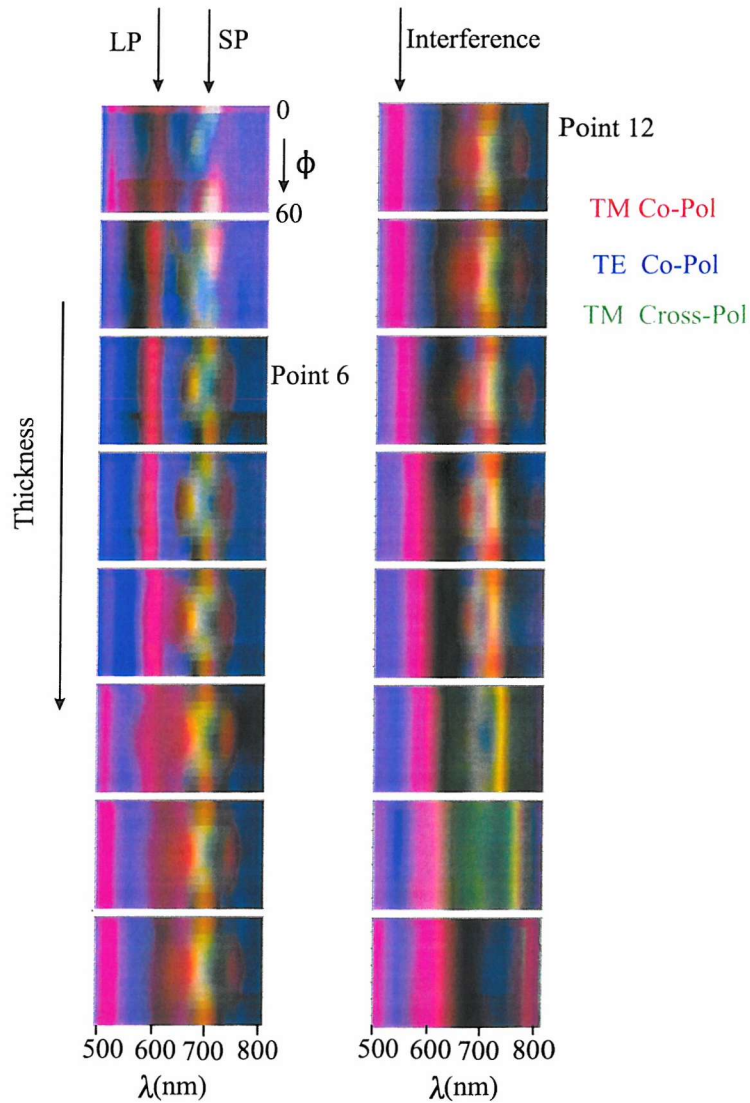 LP
SP
Interference
0
Φ
60
Point 12
TM Co-Pol
TE Co-Pol
TM Cross-Pol
Point 6
Thickness
500 600 700 800
λ(nm)
500 600 700 800
λ(nm)